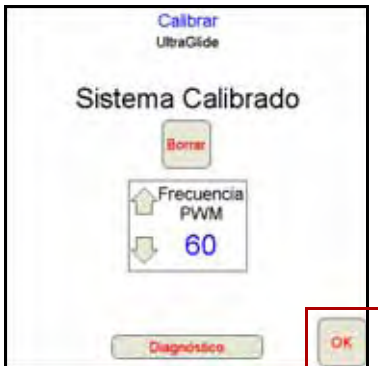 Calibrar
UltraGlide
Sistema Calibrado
Borrar
Frecuencia
PWM
60
Diagnóstico
OK